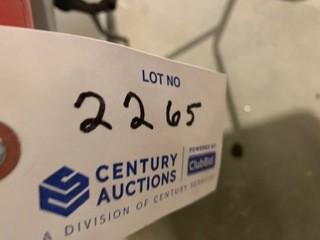 LOT NO
2265
CENTURY
AUCTIONS
POWERED BY
ClubBid
A DIVISION OF CENTURY SERVICES